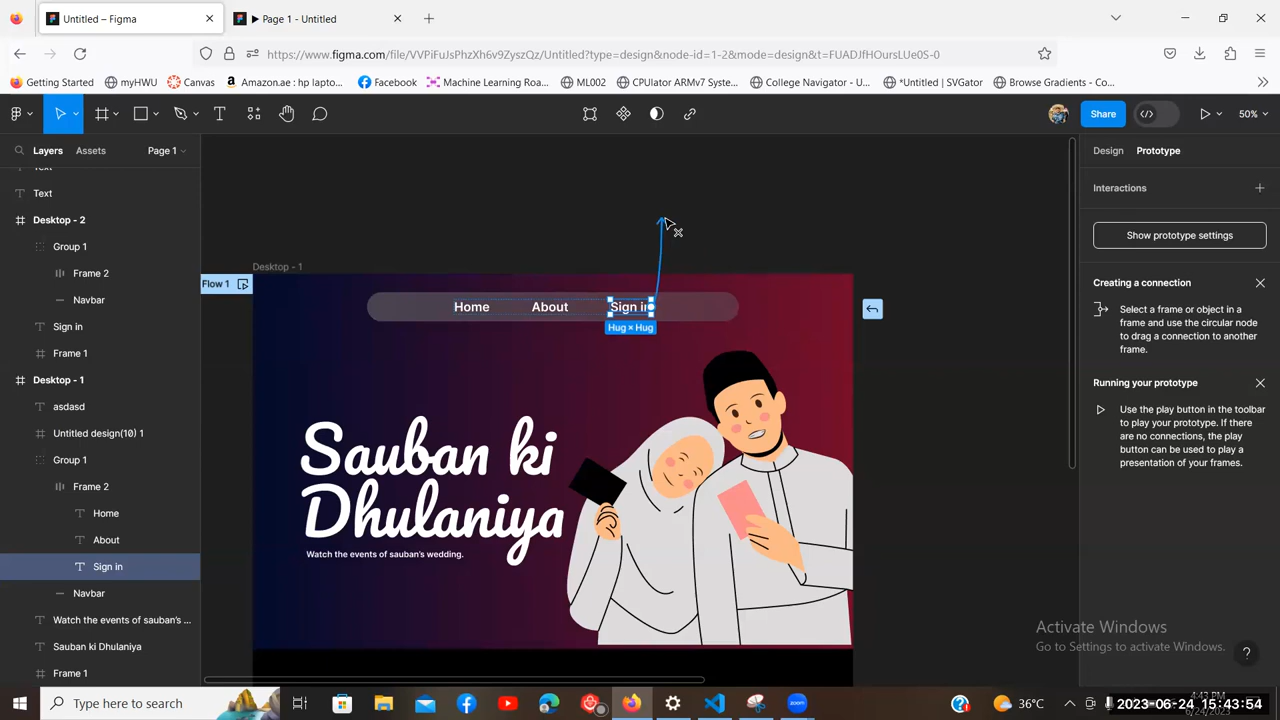 Untitled – Figma
Page 1 - Untitled
https://www.figma.com/file/VVPiFuJsPhzXh6v9ZyszQz/Untitled?type=design&node-id=1-2&mode=design&t=FUADJfHOursLUe0S-0
Getting Started
myHWU
Canvas
Amazon.ae : hp lapto...
Facebook
Machine Learning Roa...
ML002
CPUlator ARMv7 Syste...
College Navigator - U...
*Untitled | SVGator
Browse Gradients - Co...
Share
50%
Layers
Assets
Page 1
Design
Prototype
Text
Text
Desktop - 2
Group 1
Frame 2
Navbar
Sign in
Frame 1
Desktop - 1
asdasd
Untitled design(10) 1
Group 1
Frame 2
Home
About
Sign in
Navbar
Watch the events of sauban's ...
Sauban ki Dhulaniya
Frame 1
Desktop - 1
Flow 1
Home
About
Sign in
Hug × Hug
Sauban ki
Dhulaniya
Watch the events of sauban's wedding.
Interactions
Show prototype settings
Creating a connection
Select a frame or object in a
frame and use the circular node
to drag a connection to another
frame.
Running your prototype
Use the play button in the toolbar
to play your prototype. If there
are no connections, the play
button can be used to play a
presentation of your frames.
Activate Windows
Go to Settings to activate Windows.
Type here to search
36°C
4:43 PM
2023-06-24 15:43:54